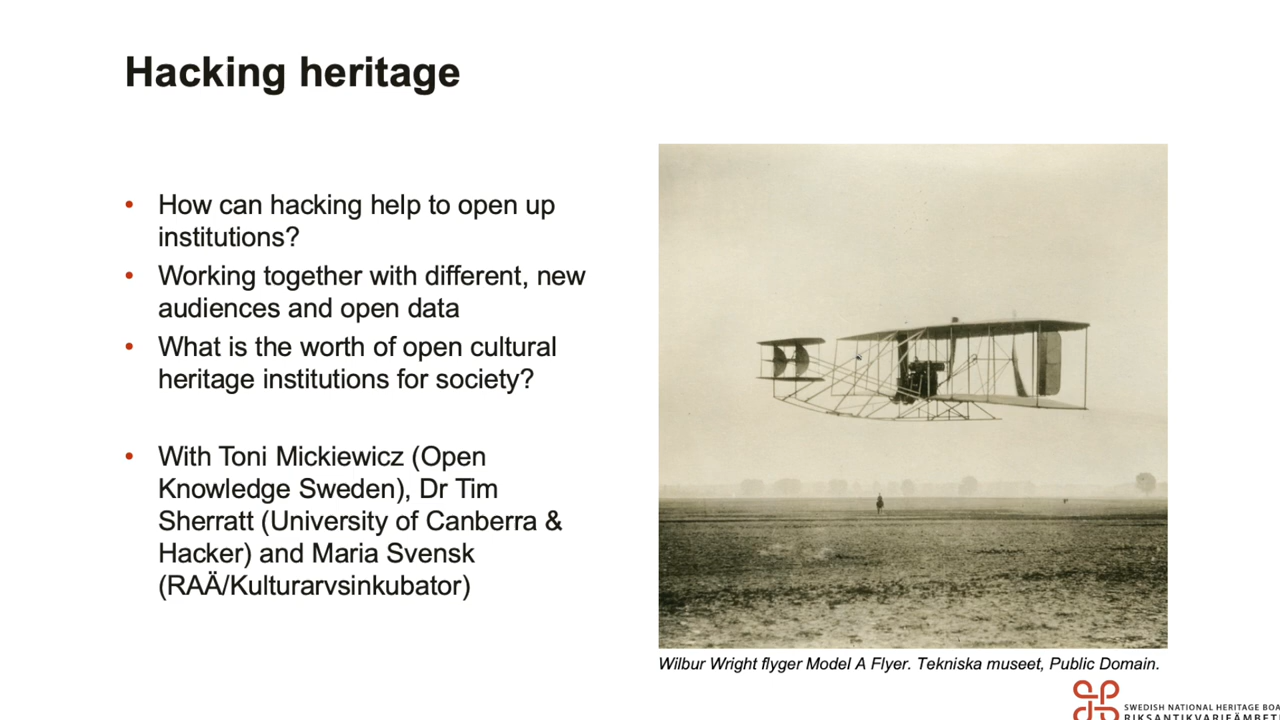 Hacking heritage
• How can hacking help to open up
institutions?
• Working together with different, new
audiences and open data
• What is the worth of open cultural
heritage institutions for society?
• With Toni Mickiewicz (Open
Knowledge Sweden), Dr Tim
Sherratt (University of Canberra &
Hacker) and Maria Svensk
(RAÄ/Kulturarvsinkubator)
Wilbur Wright flyger Model A Flyer. Tekniska museet, Public Domain.
SWEDISH NATIONAL HERITAGE BOA
RIKSANTIKVARIEÄMBET